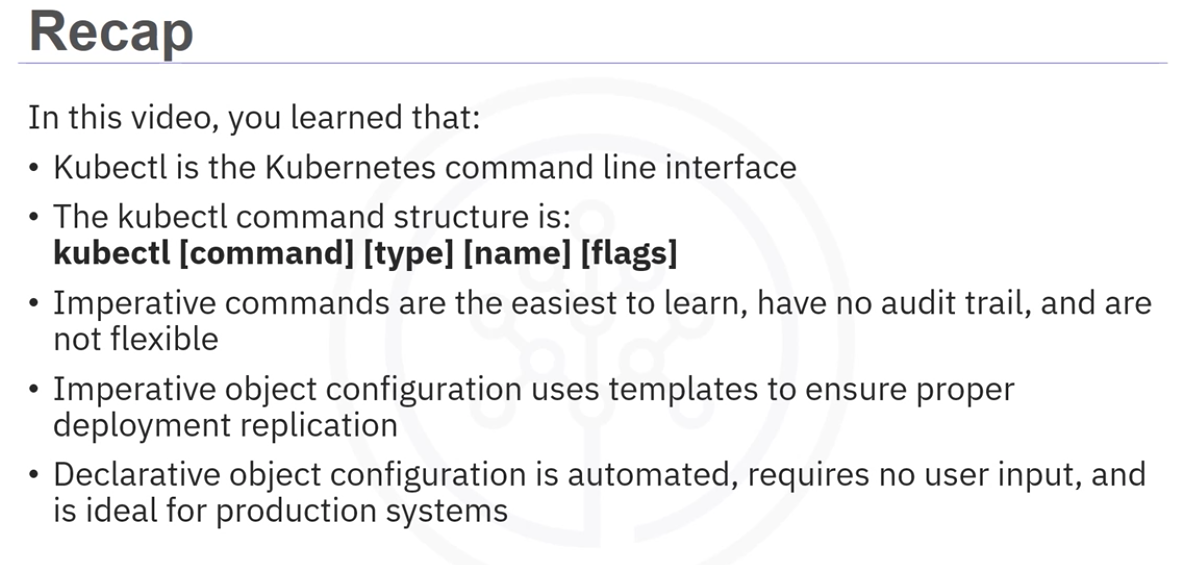 Recap
In this video, you learned that:
• Kubectl is the Kubernetes command line interface
• The kubectl command structure is:
kubectl [command] [type] [name] [flags]
• Imperative commands are the easiest to learn, have no audit trail, and are
not flexible
• Imperative object configuration uses templates to ensure proper
deployment replication
• Declarative object configuration is automated, requires no user input, and
is ideal for production systems